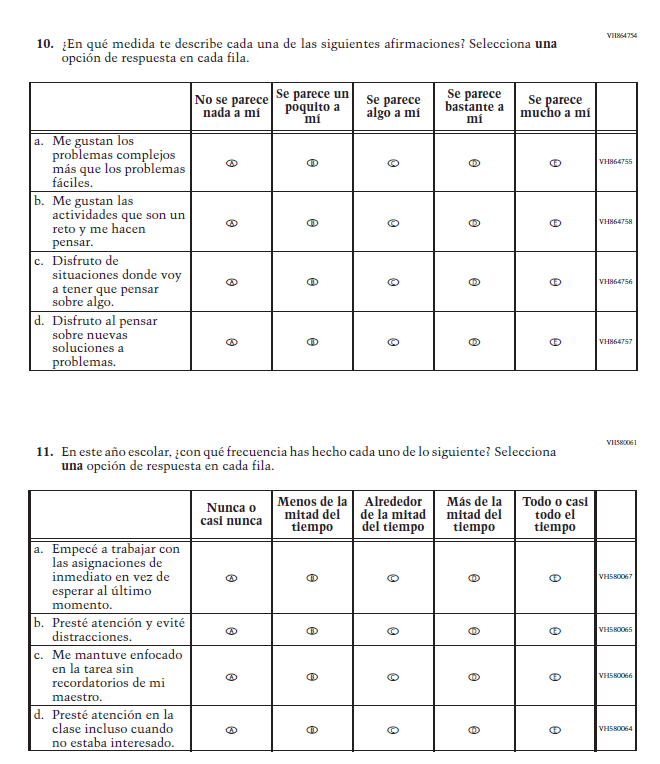 VH864754
10. ¿En qué medida te describe cada una de las siguientes afirmaciones? Selecciona una
opción de respuesta en cada fila.
No se parece
nada a mí
Se parece un
poquito a
mí
Se parece
algo a mí
Se parece
bastante a
mí
Se parece
mucho a mí
a. Me gustan los
problemas complejos
más que los problemas
fáciles.
A B C D E VH864755
b. Me gustan las
actividades que son un
reto y me hacen
pensar.
A B C D E VH864758
c. Disfruto de
situaciones donde voy
a tener que pensar
sobre algo.
A B C D E VH864756
d. Disfruto al pensar
sobre nuevas
soluciones a
problemas.
A B C D E VH864757
VH580061
11. En este año escolar, ¿con qué frecuencia has hecho cada uno de lo siguiente? Selecciona
una opción de respuesta en cada fila.
Nunca o
casi nunca
Menos de la
mitad del
tiempo
Alrededor
de la mitad
del tiempo
Más de la
mitad del
tiempo
Todo o casi
todo el
tiempo
a. Empecé a trabajar con
las asignaciones de
inmediato en vez de
esperar al último
momento.
A B C D E VH580067
b. Presté atención y evité
distracciones.
A B C D E VH580065
c. Me mantuve enfocado
en la tarea sin
recordatorios de mi
maestro.
A B C D E VH580066
d. Presté atención en la
clase incluso cuando
no estaba interesado.
A B C D E VH580064